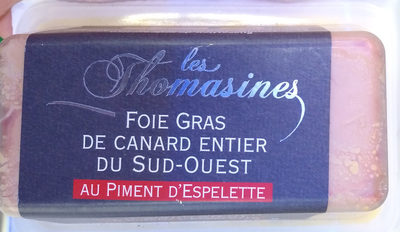 les
Thomasines
FOIE GRAS
DE CANARD ENTIER
DU SUD-OUEST
AU PIMENT D'ESPELETTE